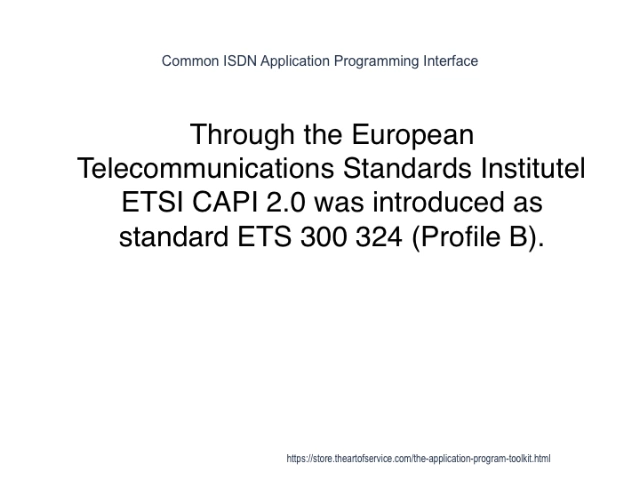 Common ISDN Application Programming Interface
Through the European
Telecommunications Standards Institutel
ETSI CAPI 2.0 was introduced as
standard ETS 300 324 (Profile B).
https://store.theartofservice.com/the-application-program-toolkit.html